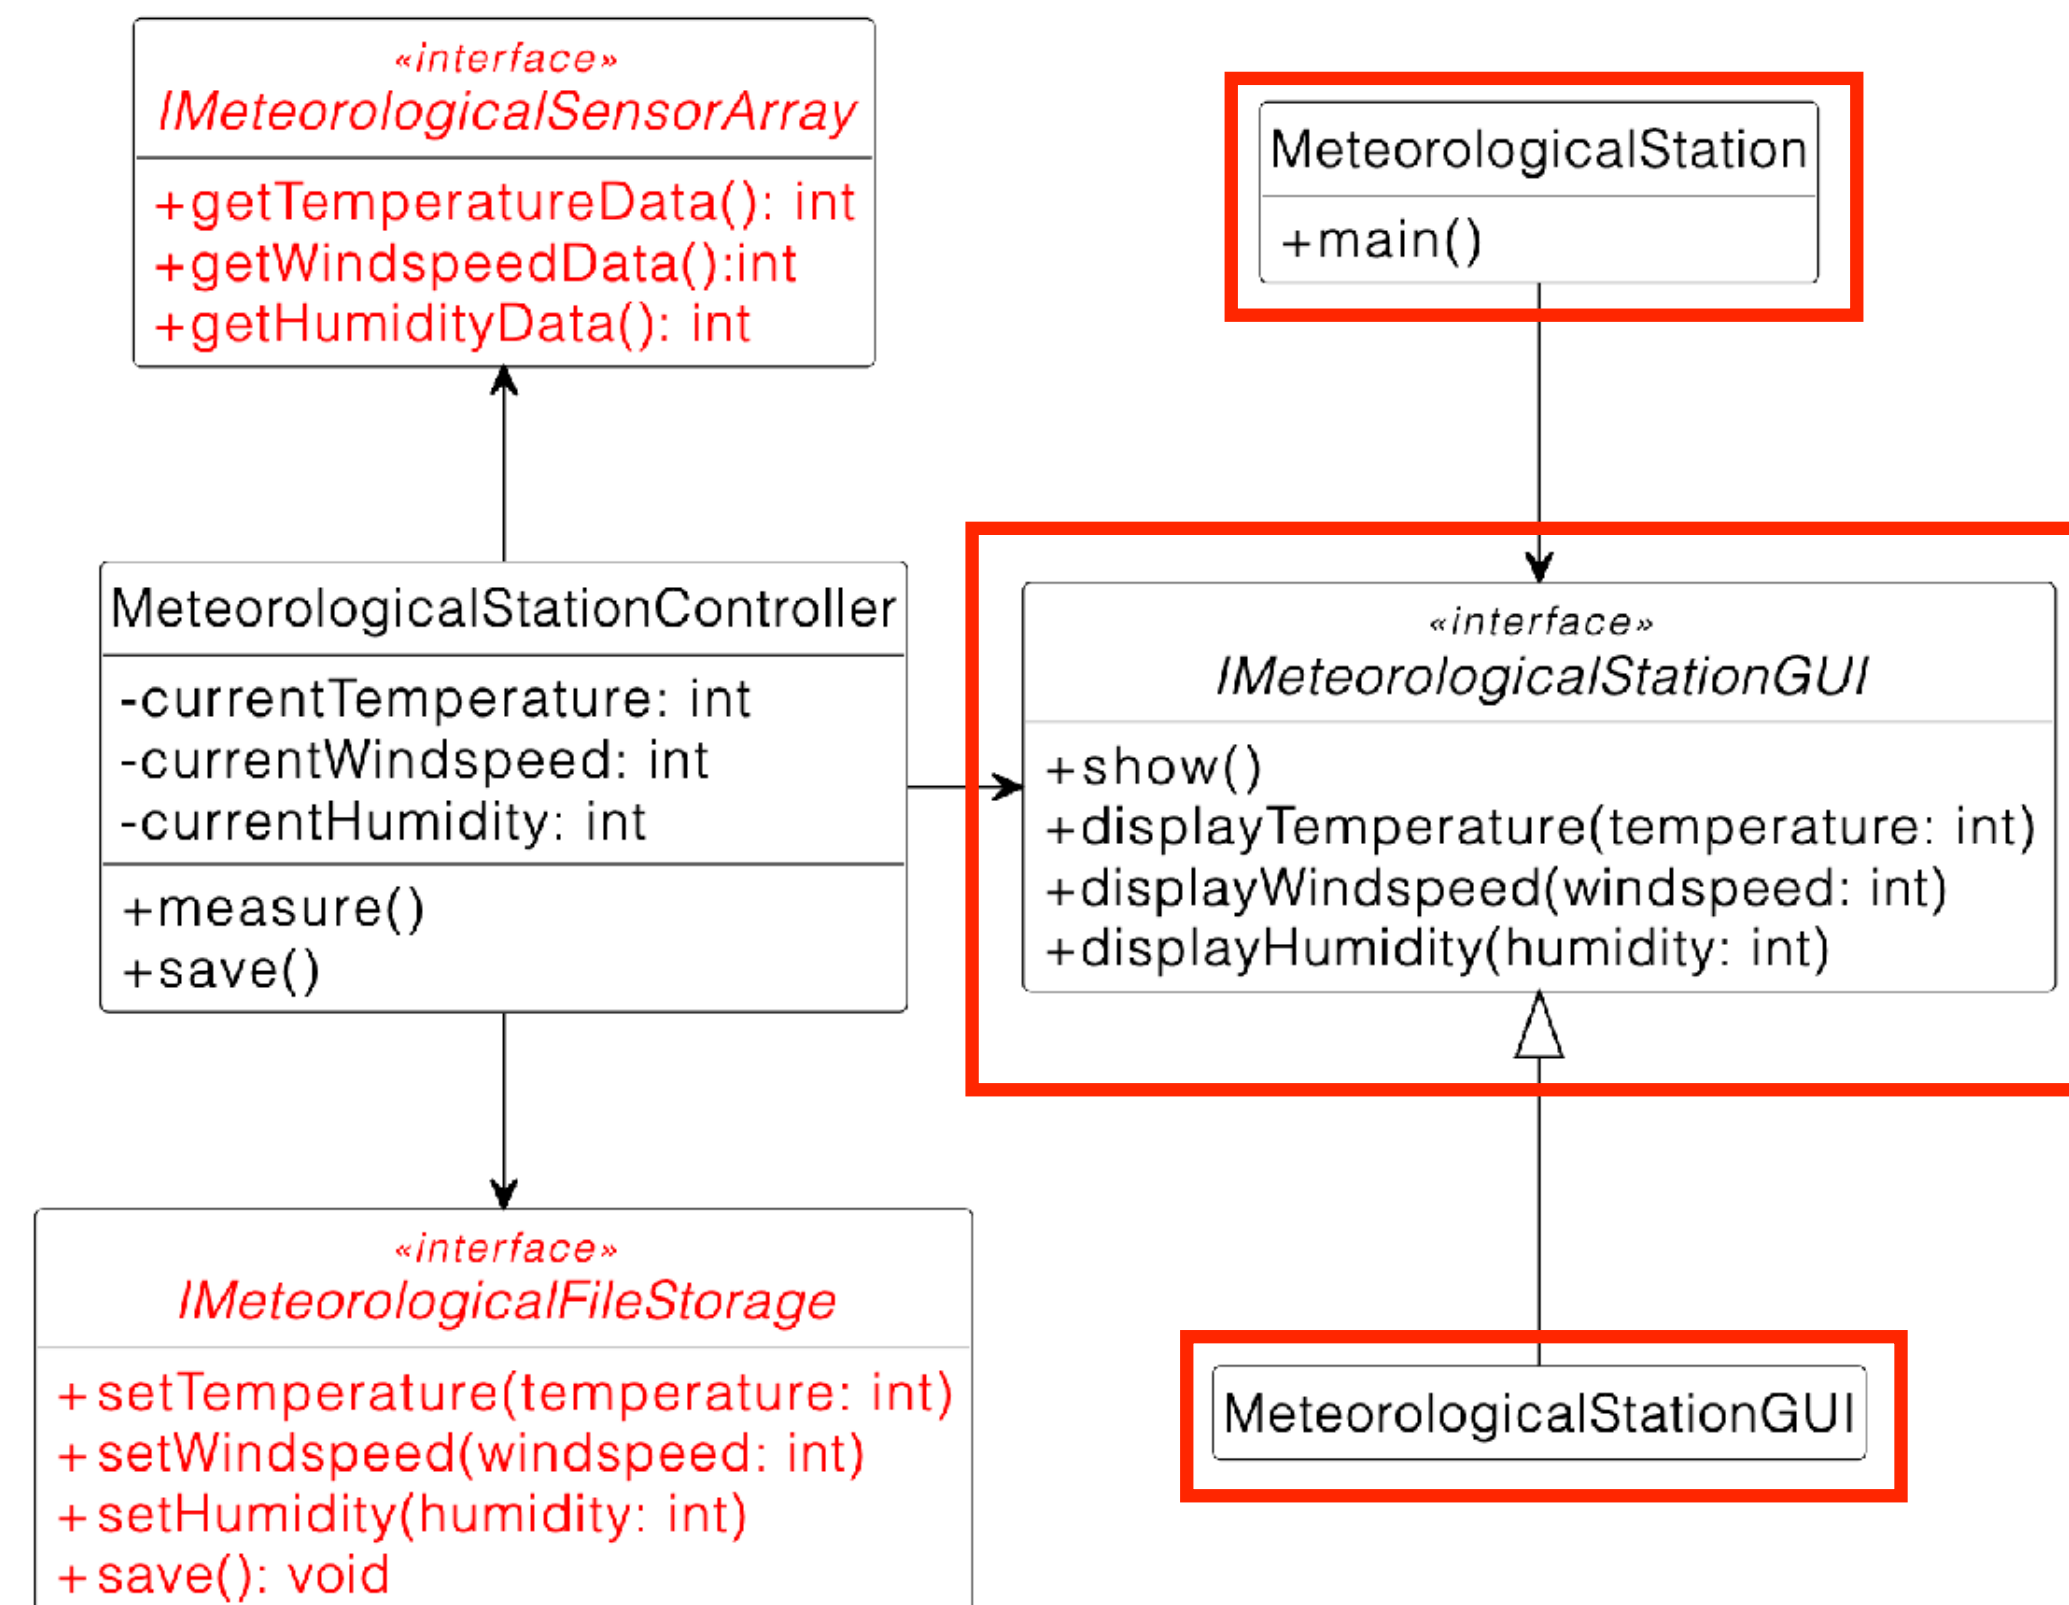 «interface»
IMeteorologicalSensorArray
+getTemperatureData(): int
+getWindspeedData():int
+getHumidityData(): int
MeteorologicalStation
+main()
MeteorologicalStationController
-currentTemperature: int
-currentWindspeed: int
-currentHumidity: int
+measure()
+save()
«interface»
IMeteorologicalStationGUI
+show()
+displayTemperature(temperature: int)
+displayWindspeed(windspeed: int)
+displayHumidity(humidity: int)
«interface»
IMeteorologicalFileStorage
+setTemperature(temperature: int)
+setWindspeed(windspeed: int)
+setHumidity(humidity: int)
+save(): void
MeteorologicalStationGUI